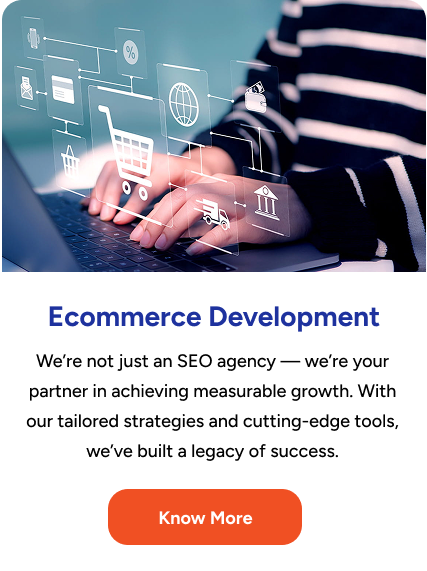 Ecommerce Development
We’re not just an SEO agency — we’re your
partner in achieving measurable growth. With
our tailored strategies and cutting-edge tools,
we’ve built a legacy of success.
Know More